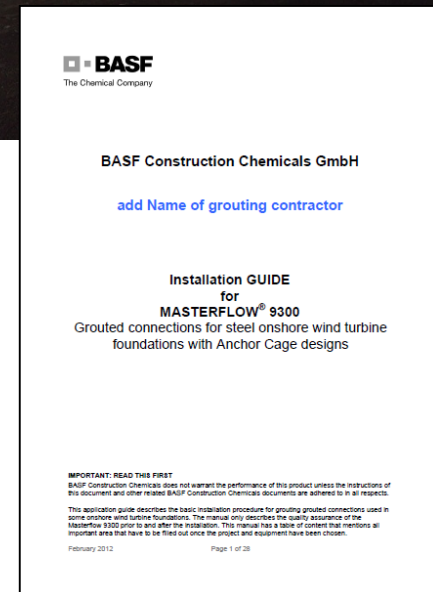 BASF
The Chemical Company
BASF Construction Chemicals GmbH
add Name of grouting contractor
Installation GUIDE
for
MASTERFLOW® 9300
Grouted connections for steel onshore wind turbine
foundations with Anchor Cage designs
IMPORTANT: READ THIS FIRST
BASF Construction Chemicals does not warrant the performance of this product unless the instructions of
this document and other related BASF Construction Chemicals documents are adhered to in all respects.
This application guide describes the basic installation procedure for grouting grouted connections used in
some onshore wind turbine foundations. The manual only describes the quality assurance of the
Masterflow 9300 prior to and after the installation. This manual has a table of content that mentions all
important area that have to be filled out once the project and equipment have been chosen.
February 2012 Page 1 of 28